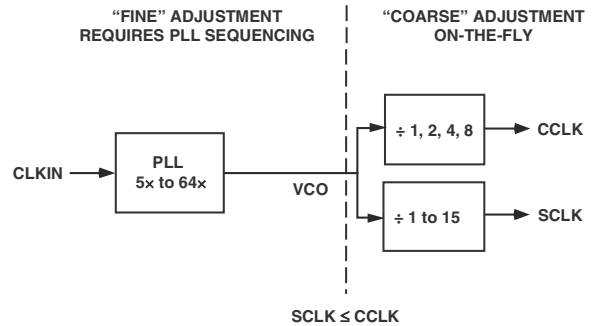 “FINE” ADJUSTMENT
REQUIRES PLL SEQUENCING
“COARSE” ADJUSTMENT
ON-THE-FLY
CLKIN
PLL
5× to 64×
VCO
÷ 1, 2, 4, 8
CCLK
÷ 1 to 15
SCLK
SCLK ≤ CCLK